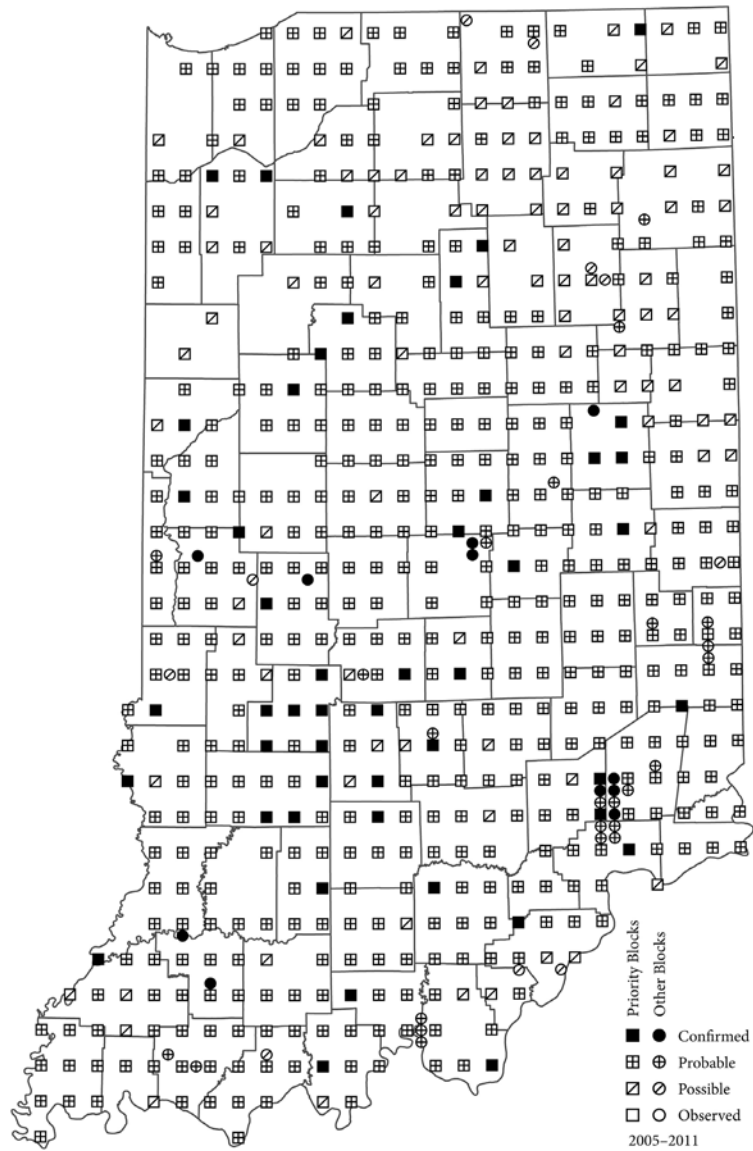 Priority Blocks
Other Blocks
Confirmed
Probable
Possible
Observed
2005–2011